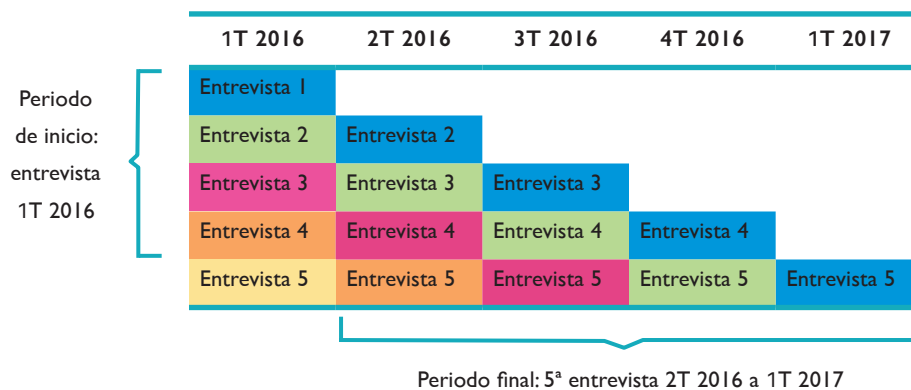 1T 2016 2T 2016 3T 2016 4T 2016 1T 2017
Periodo
de inicio:
entrevista
1T 2016
Entrevista 1
Entrevista 2 Entrevista 2
Entrevista 3 Entrevista 3 Entrevista 3
Entrevista 4 Entrevista 4 Entrevista 4 Entrevista 4
Entrevista 5 Entrevista 5 Entrevista 5 Entrevista 5 Entrevista 5
Periodo final: 5ª entrevista 2T 2016 a 1T 2017